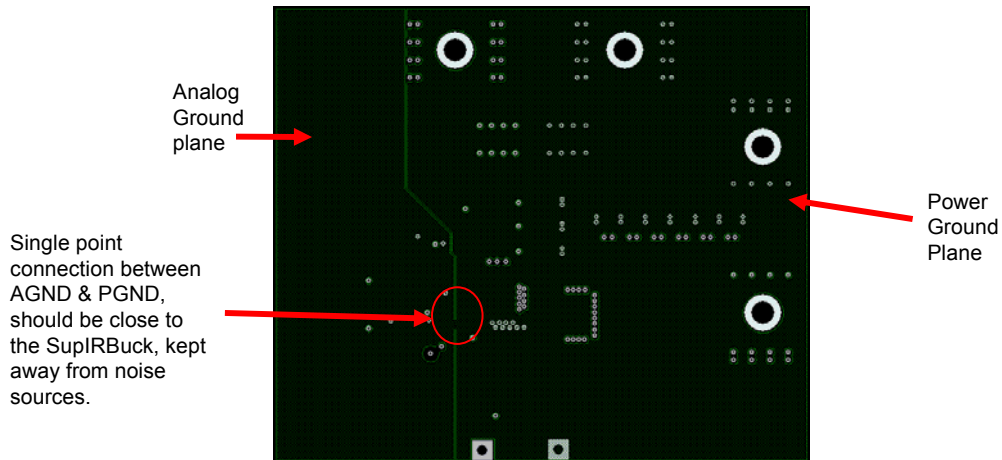 Analog
Ground
plane
Single point
connection between
AGND & PGND,
should be close to
the SupIRBuck, kept
away from noise
sources.
Power
Ground
Plane